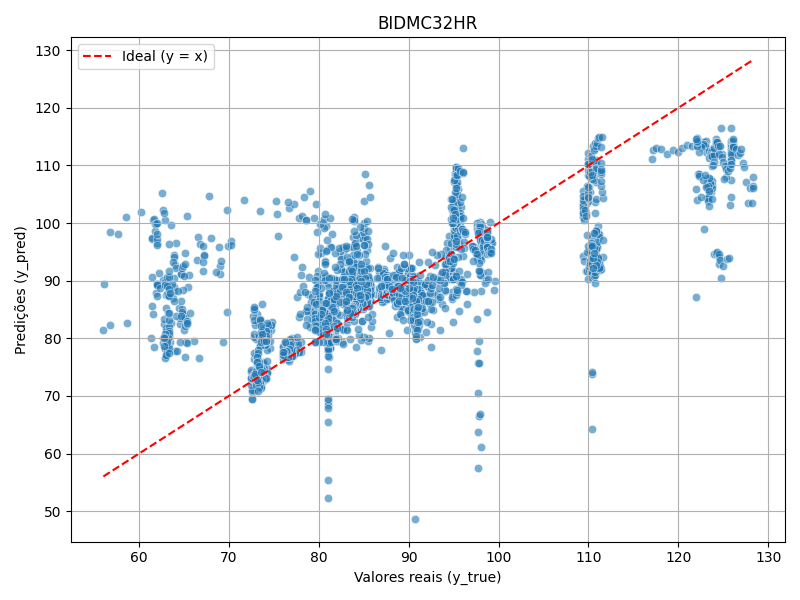 BIDMC32HR
Ideal (y = x)
130
120
110
100
90
80
70
60
50
Predições (y_pred)
60 70 80 90 100 110 120 130
Valores reais (y_true)